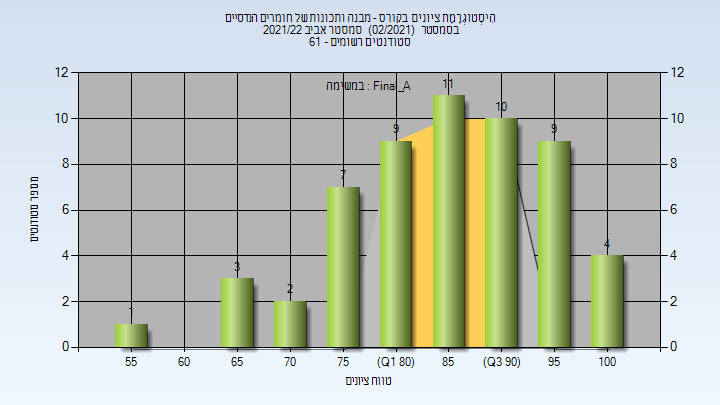 הִיסְטוֹגְרָמַת ציונים בקורס - מבנה ותכונות של חומרים הנדסיים
בסמסטר (02/2021) סמסטר אביב 2021/22
סטודנטים רשומים - 61
במשימה : Final_A
מספר סטודנטים
12 12
10 10
8 8
6 6
4 4
2 2
0 0
1 3 2 7 9 11 10 9 4
55 60 65 70 75 (Q1 80) 85 (Q3 90) 95 100
טווח ציונים